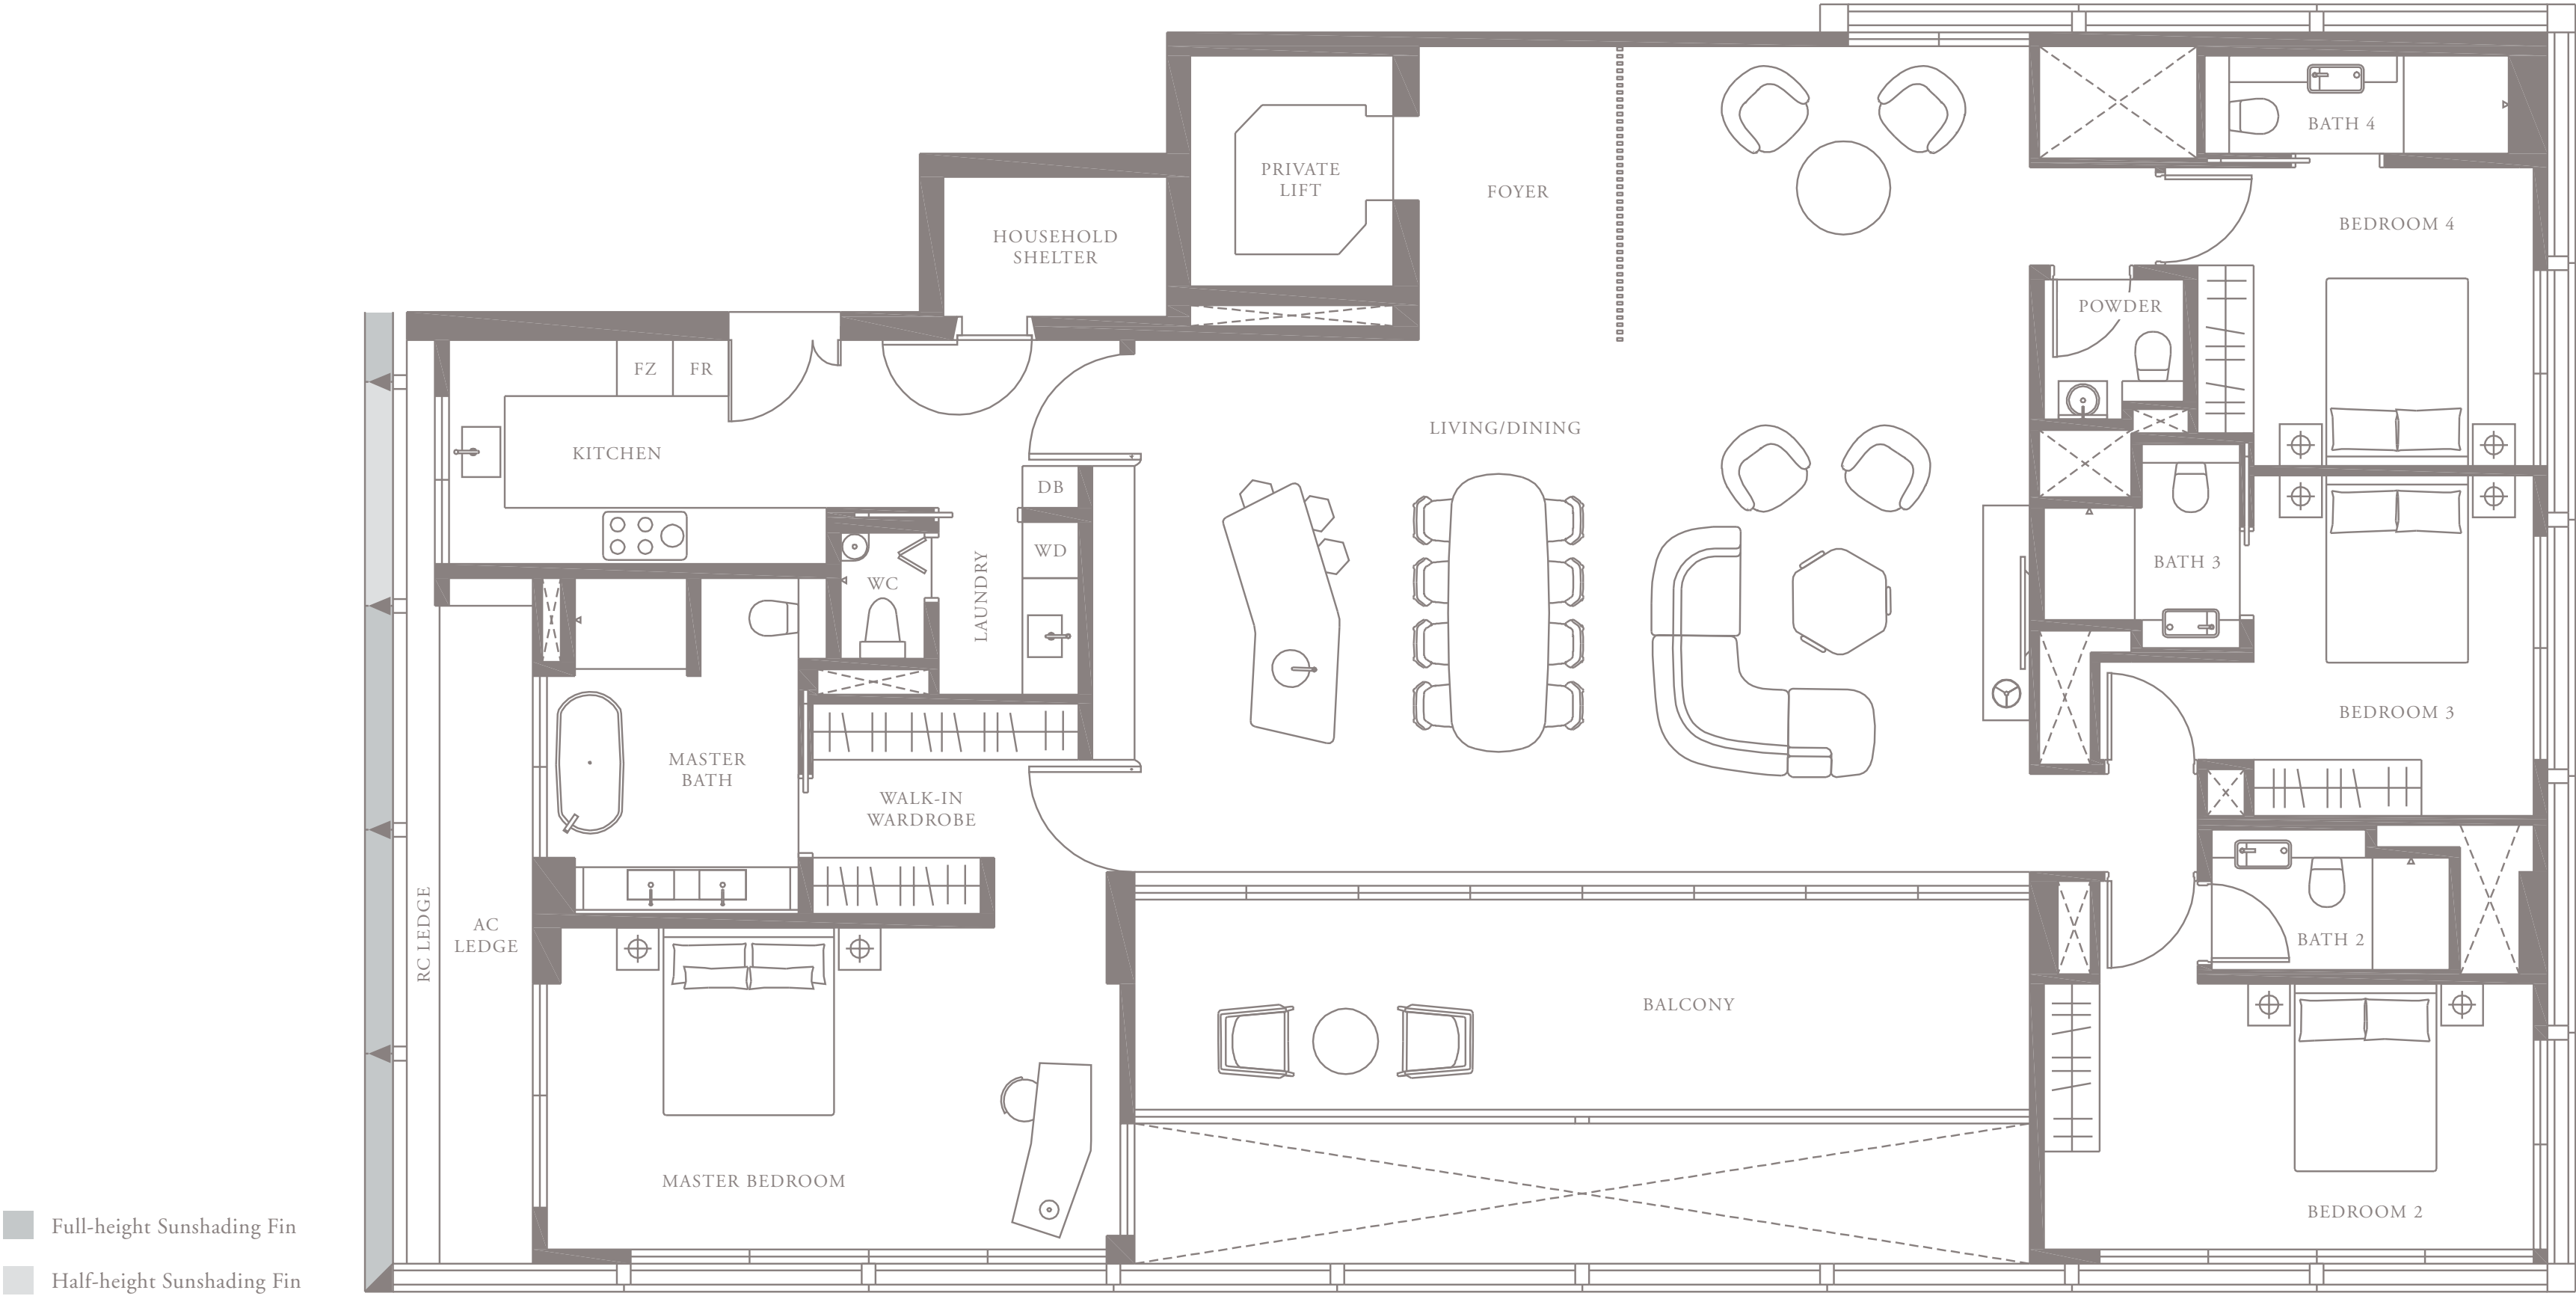 BATH 4
PRIVATE
LIFT
FOYER
BEDROOM 4
HOUSEHOLD
SHELTER
POWDER
FZ
FR
LIVING/DINING
KITCHEN
DB
WD
BATH 3
WC
LAUNDRY
BEDROOM 3
MASTER
BATH
WALK-IN
WARDROBE
RC LEDGE
AC
LEDGE
BATH 2
BALCONY
MASTER BEDROOM
BEDROOM 2
Full-height Sunshading Fin
Half-height Sunshading Fin